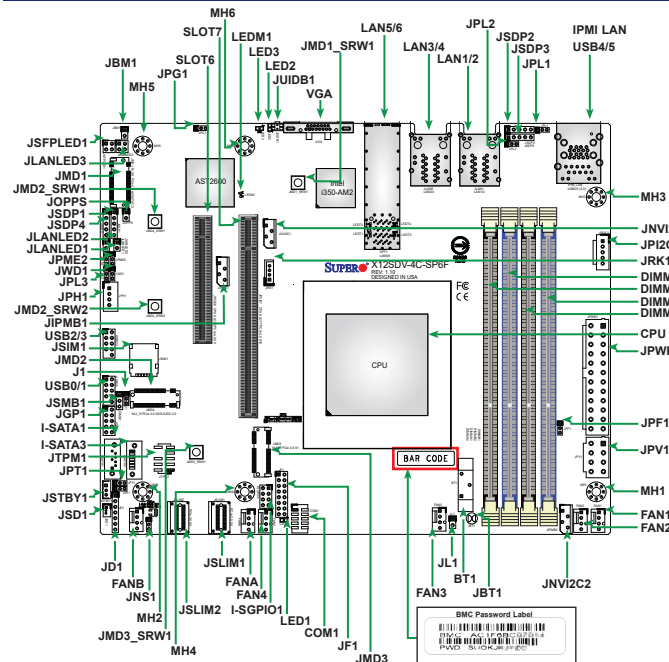 MH6
SLOT7
SLOT6
LEDM1
LED3
LED2
JUIDB1
JMD1_SRW1
VGA
LAN5/6
LAN3/4
JPL2
LAN1/2
JSDP2
JSDP3
JPL1
IPMI LAN
USB4/5
JBM1
MH5
JPG1
JSFPLED1
JLANLED3
JMD1
JMD2_SRW1
JOPPS
JSDP1
JSDP4
JLANLED2
JLANLED1
JPME2
JWD1
JPL3
JPH1
JMD2_SRW2
JIPMB1
USB2/3
JSIM1
JMD2
J1
USB0/1
JSMB1
JGP1
I-SATA1
I-SATA3
JTPM1
JPT1
JSTBY1
JSD1
AST2600
Intel
i350-AM2
SUPER
X12SDV-4C-SP6F
REV: 1.10
DESIGNED IN USA
FC
CE
CPU
BAR CODE
MH3
JNVI
JPI2C
JRK1
DIMM
DIMM
DIMM
DIMM
CPU
JPW
JPF1
JPV1
MH1
FAN1
FAN2
JD1
FANB
JNS1
MH2
JMD3_SRW1
MH4
JSLIM2
JSLIM1
FANA
FAN4
I-SGPIO1
LED1
COM1
JF1
JMD3
FAN3
JL1
BT1
JBT1
JNVI2C2
BMC Password Label